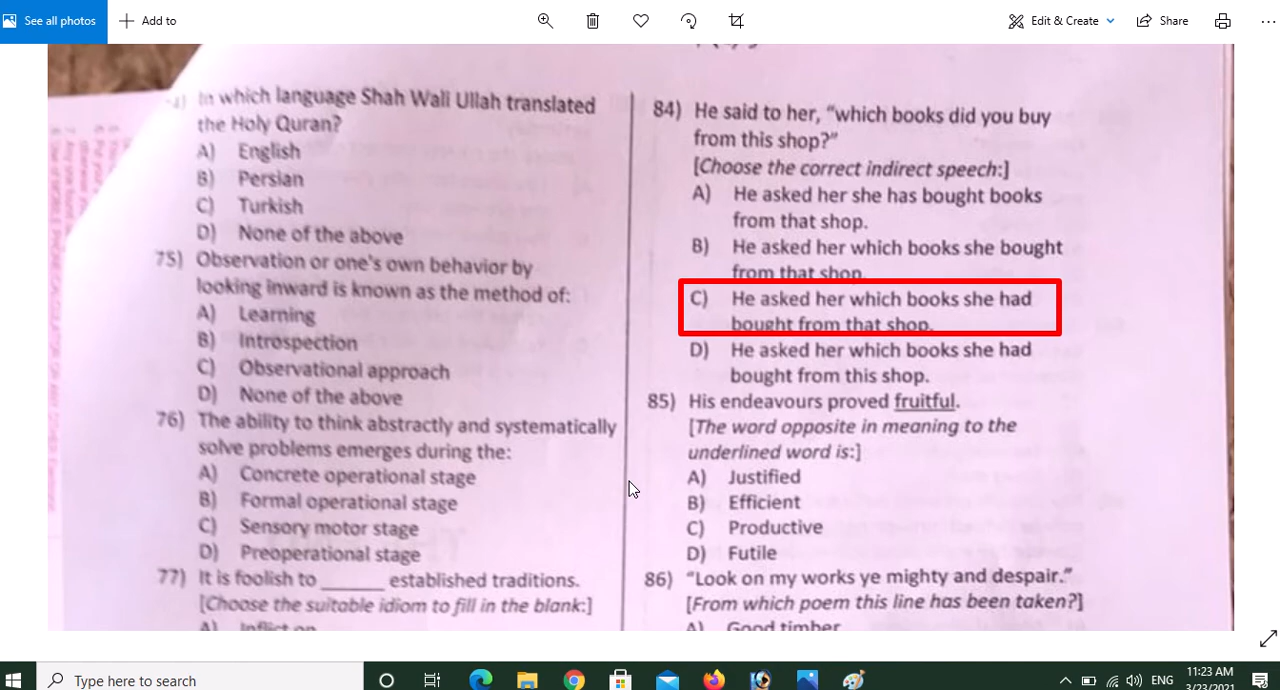 See all photos
Add to
Edit & Create
Share
In which language Shah Wali Ullah translated
the Holy Quran?
A) English
B) Persian
C) Turkish
D) None of the above
75) Observation or one's own behavior by
looking inward is known as the method of:
A) Learning
B) Introspection
C) Observational approach
D) None of the above
76) The ability to think abstractly and systematically
solve problems emerges during the:
A) Concrete operational stage
B) Formal operational stage
C) Sensory motor stage
D) Preoperational stage
77) It is foolish to ______ established traditions.
[Choose the suitable idiom to fill in the blank:]
A) Inflict on
84) He said to her, “which books did you buy
from this shop?”
[Choose the correct indirect speech:]
A) He asked her she has bought books
from that shop.
B) He asked her which books she bought
from that shop.
C) He asked her which books she had
bought from that shop.
D) He asked her which books she had
bought from this shop.
85) His endeavours proved fruitful.
[The word opposite in meaning to the
underlined word is:]
A) Justified
B) Efficient
C) Productive
D) Futile
86) “Look on my works ye mighty and despair.”
[From which poem this line has been taken?]
A) Good timber
Type here to search
ENG
11:23 AM
3/23/2021